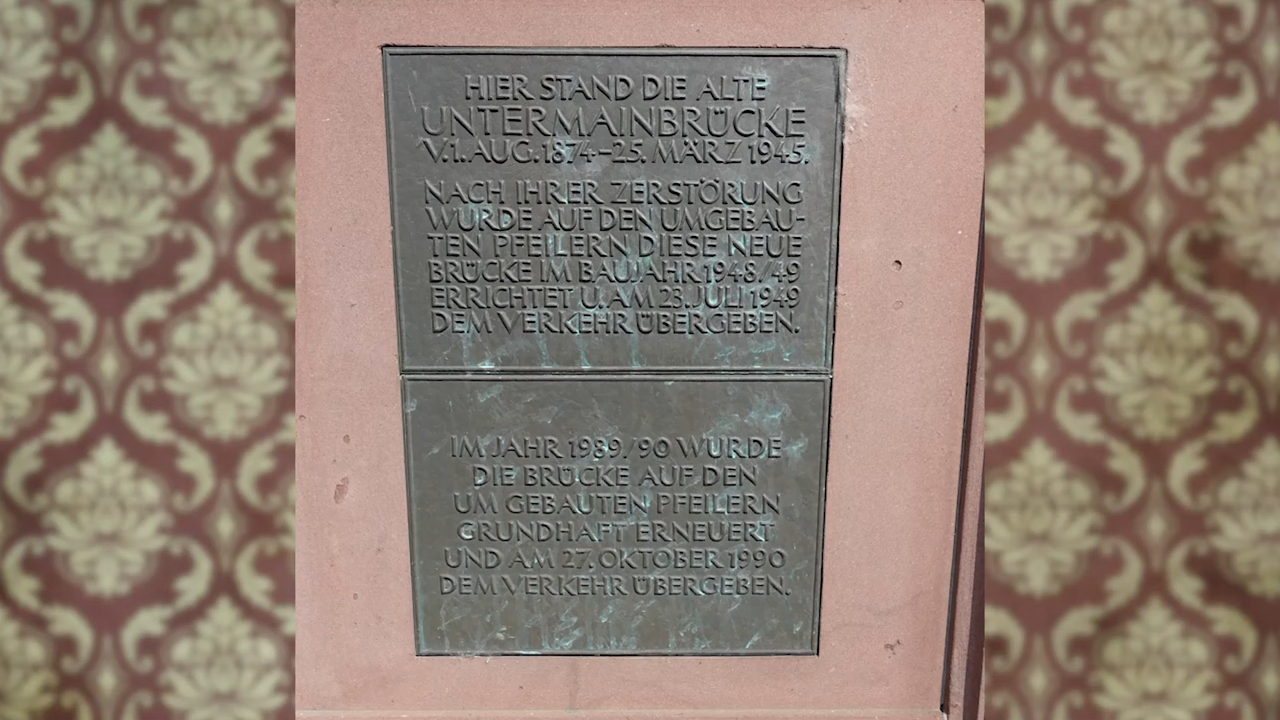 HIER STAND DIE ALTE
UNTERMAINBRÜCKE
V.1. AUG. 1874–25. MÄRZ 1945.
NACH IHRER ZERSTÖRUNG
WURDE AUF DEN UMGEBAU-
TEN PFEILERN DIESE NEUE
BRÜCKE IM BAUJAHR 1948/49
ERRICHTET U. AM 23. JULI 1949
DEM VERKEHR ÜBERGEBEN.
IM JAHR 1989/90 WURDE
DIE BRÜCKE AUF DEN
UM GEBAUTEN PFEILERN
GRUNDHAFT ERNEUERT
UND AM 27. OKTOBER 1990
DEM VERKEHR ÜBERGEBEN.